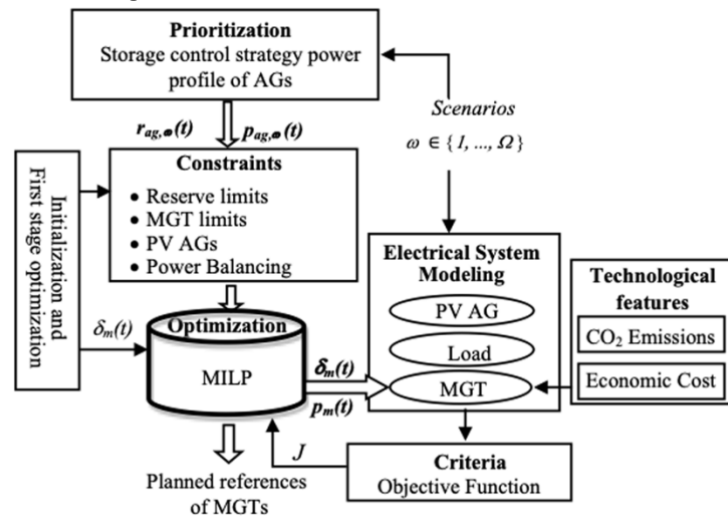 Prioritization
Storage control strategy power
profile of AGs
r_ag,ω(t) p_ag,ω(t)
Scenarios
ω ∈ {1, ..., Ω}
Initialization and
First stage optimization
Constraints
• Reserve limits
• MGT limits
• PV AGs
• Power Balancing
δ_m(t)
Optimization
MILP
δ_m(t)
p_m(t)
Electrical System
Modeling
PV AG
Load
MGT
Technological
features
CO₂ Emissions
Economic Cost
J
Criteria
Objective Function
Planned references
of MGTs